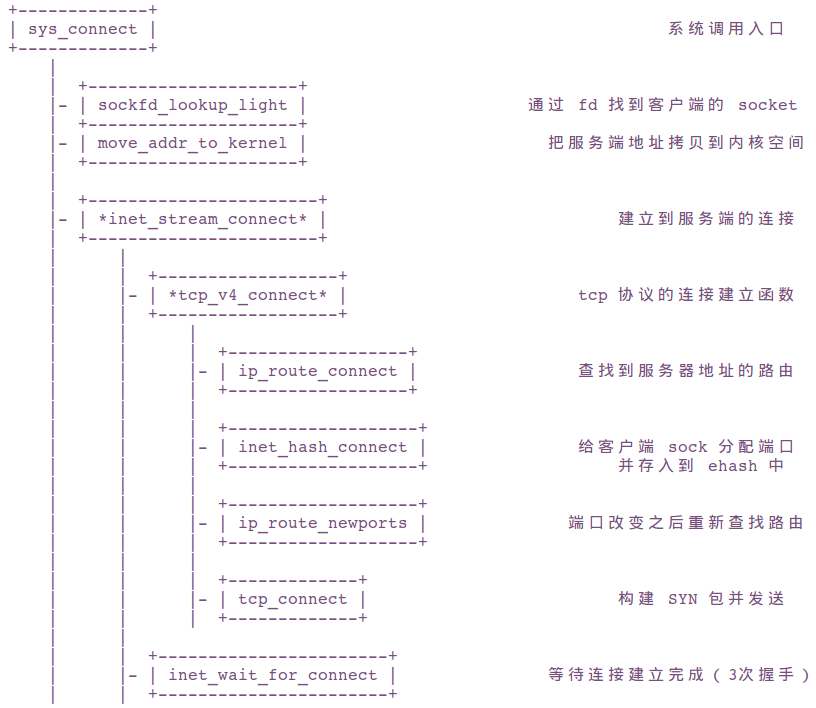 +-------------+
| sys_connect | 系统调用入口
+-------------+
|
| +---------------------+
|- | sockfd_lookup_light | 通过 fd 找到客户端的 socket
| +---------------------+
|- | move_addr_to_kernel | 把服务端地址拷贝到内核空间
| +---------------------+
|
| +-----------------------+
|- | *inet_stream_connect* | 建立到服务端的连接
| +-----------------------+
| |
| | +------------------+
| |- | *tcp_v4_connect* | tcp 协议的连接建立函数
| | +------------------+
| | |
| | | +------------------+
| | |- | ip_route_connect | 查找到服务器地址的路由
| | | +------------------+
| | |
| | | +-------------------+
| | |- | inet_hash_connect | 给客户端 sock 分配端口
| | | +-------------------+ 并存入到 ehash 中
| | |
| | | +-------------------+
| | |- | ip_route_newports | 端口改变之后重新查找路由
| | | +-------------------+
| | |
| | | +-------------+
| | |- | tcp_connect | 构建 SYN 包并发送
| | | +-------------+
| |
| | +-----------------------+
| |- | inet_wait_for_connect | 等待连接建立完成(3次握手)
| | +-----------------------+